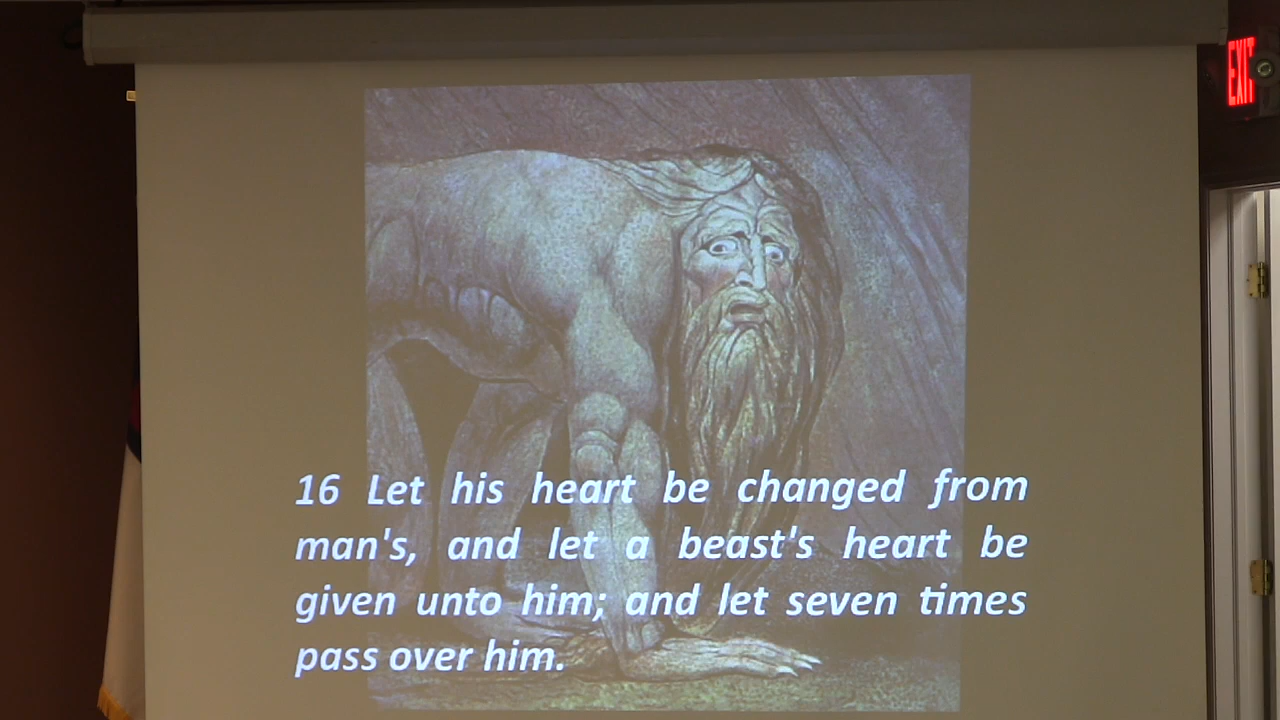 EXIT
16 Let his heart be changed from
man's, and let a beast's heart be
given unto him; and let seven times
pass over him.